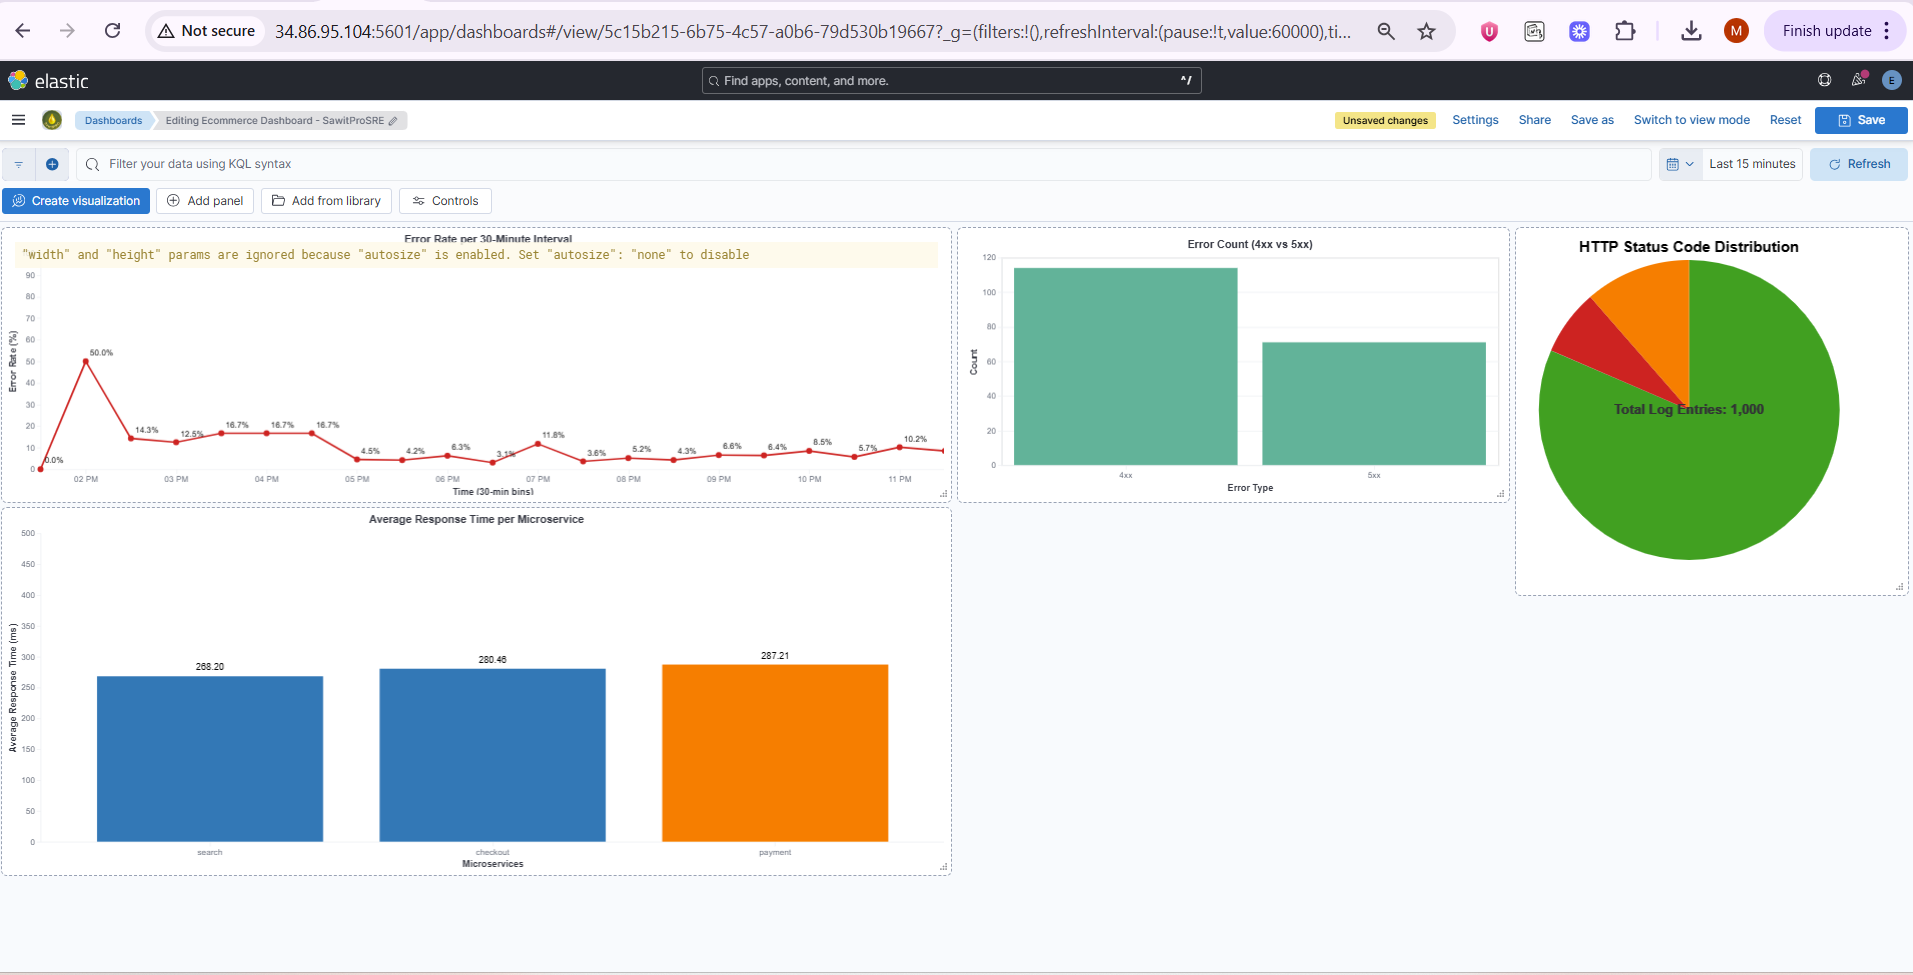 Not secure
34.86.95.104:5601/app/dashboards#/view/5c15b215-6b75-4c57-a0b6-79d530b19667?_g=(filters:!(),refreshInterval:(pause:!t,value:60000),ti...
M
Finish update
elastic
Find apps, content, and more.
^/
E
Dashboards
Editing Ecommerce Dashboard - SawitProSRE
Unsaved changes
Settings
Share
Save as
Switch to view mode
Reset
Save
Filter your data using KQL syntax
Last 15 minutes
Refresh
Create visualization
Add panel
Add from library
Controls
Error Rate per 30-Minute Interval
"width" and "height" params are ignored because "autosize" is enabled. Set "autosize": "none" to disable
Error Rate (%)
90
80
70
60
50
40
30
20
10
0
0.0%
50.0%
14.3%
12.5%
16.7%
16.7%
16.7%
4.5%
4.2%
6.3%
3.1%
11.8%
3.6%
5.2%
4.3%
6.6%
6.4%
8.5%
5.7%
10.2%
02 PM
03 PM
04 PM
05 PM
06 PM
07 PM
08 PM
09 PM
10 PM
11 PM
Time (30-min bins)
Error Count (4xx vs 5xx)
Count
120
100
80
60
40
20
0
4xx
5xx
Error Type
HTTP Status Code Distribution
Total Log Entries: 1,000
Average Response Time per Microservice
Average Response Time (ms)
500
450
400
350
300
250
200
150
100
50
0
268.20
280.46
287.21
search
checkout
payment
Microservices